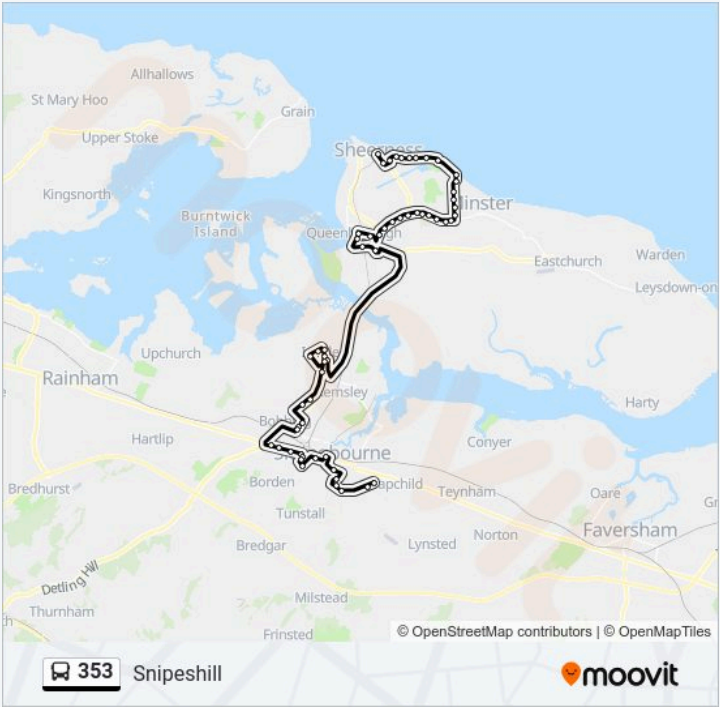 Allhallows
St Mary Hoo
Grain
Upper Stoke
Sheerness
Kingsnorth
Minster
Burntwick
Island
Queenborough
Warden
Eastchurch
Leysdown-on
Upchurch
Rainham
Kemsley
Harty
Hartlip
Sittingbourne
Conyer
Bapchild
Borden
Bredhurst
Teynham
Oare
Tunstall
Faversham
Norton
Bredgar
Lynsted
Detling Hill
Milstead
Thurnham
Frinsted
© OpenStreetMap contributors | © OpenMapTiles
353 Snipeshill
moovit